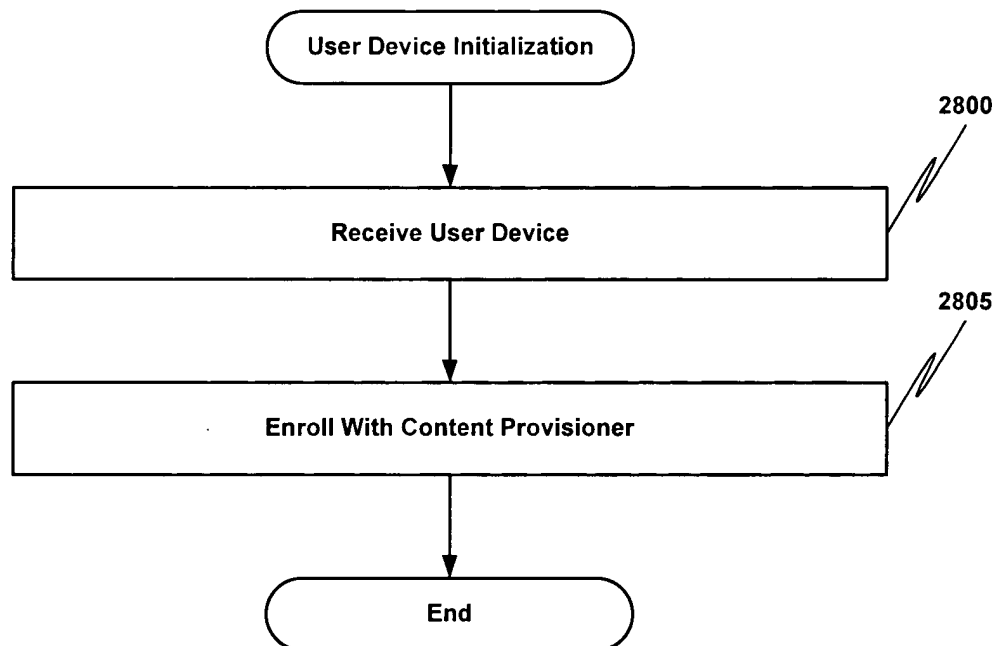 User Device Initialization
2800
Receive User Device
2805
Enroll With Content Provisioner
End